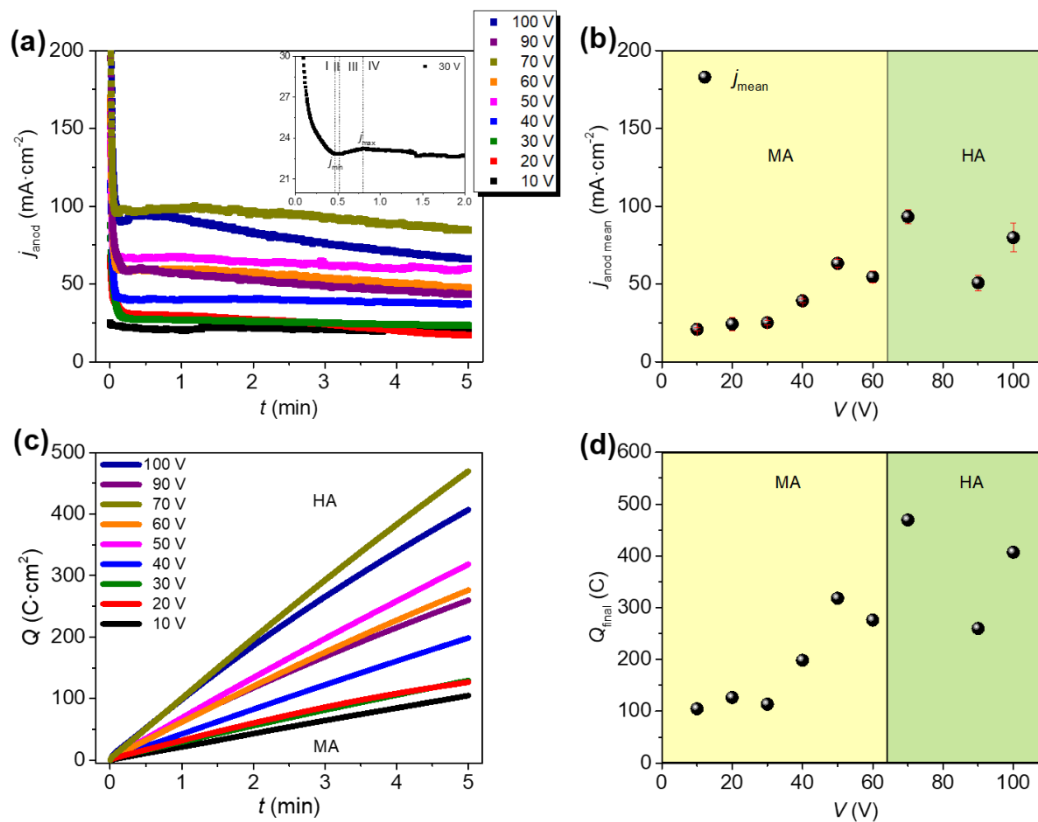 (a)
100 V
90 V
70 V
60 V
50 V
40 V
30 V
20 V
10 V
200
150
100
50
0
j_anod (mA·cm⁻²)
0 1 2 3 4 5
t (min)
30
27
24
21
I II III IV
30 V
j_max
j_min
0.0 0.5 1.0 1.5 2.0
(b)
200
150
100
50
0
j_anod mean (mA·cm⁻²)
j_mean
MA
HA
0 20 40 60 80 100
V (V)
(c)
500
400
300
200
100
0
Q (C·cm²)
100 V
90 V
70 V
60 V
50 V
40 V
30 V
20 V
10 V
HA
MA
0 1 2 3 4 5
t (min)
(d)
600
500
400
300
200
100
0
Q_final (C)
MA
HA
0 20 40 60 80 100
V (V)